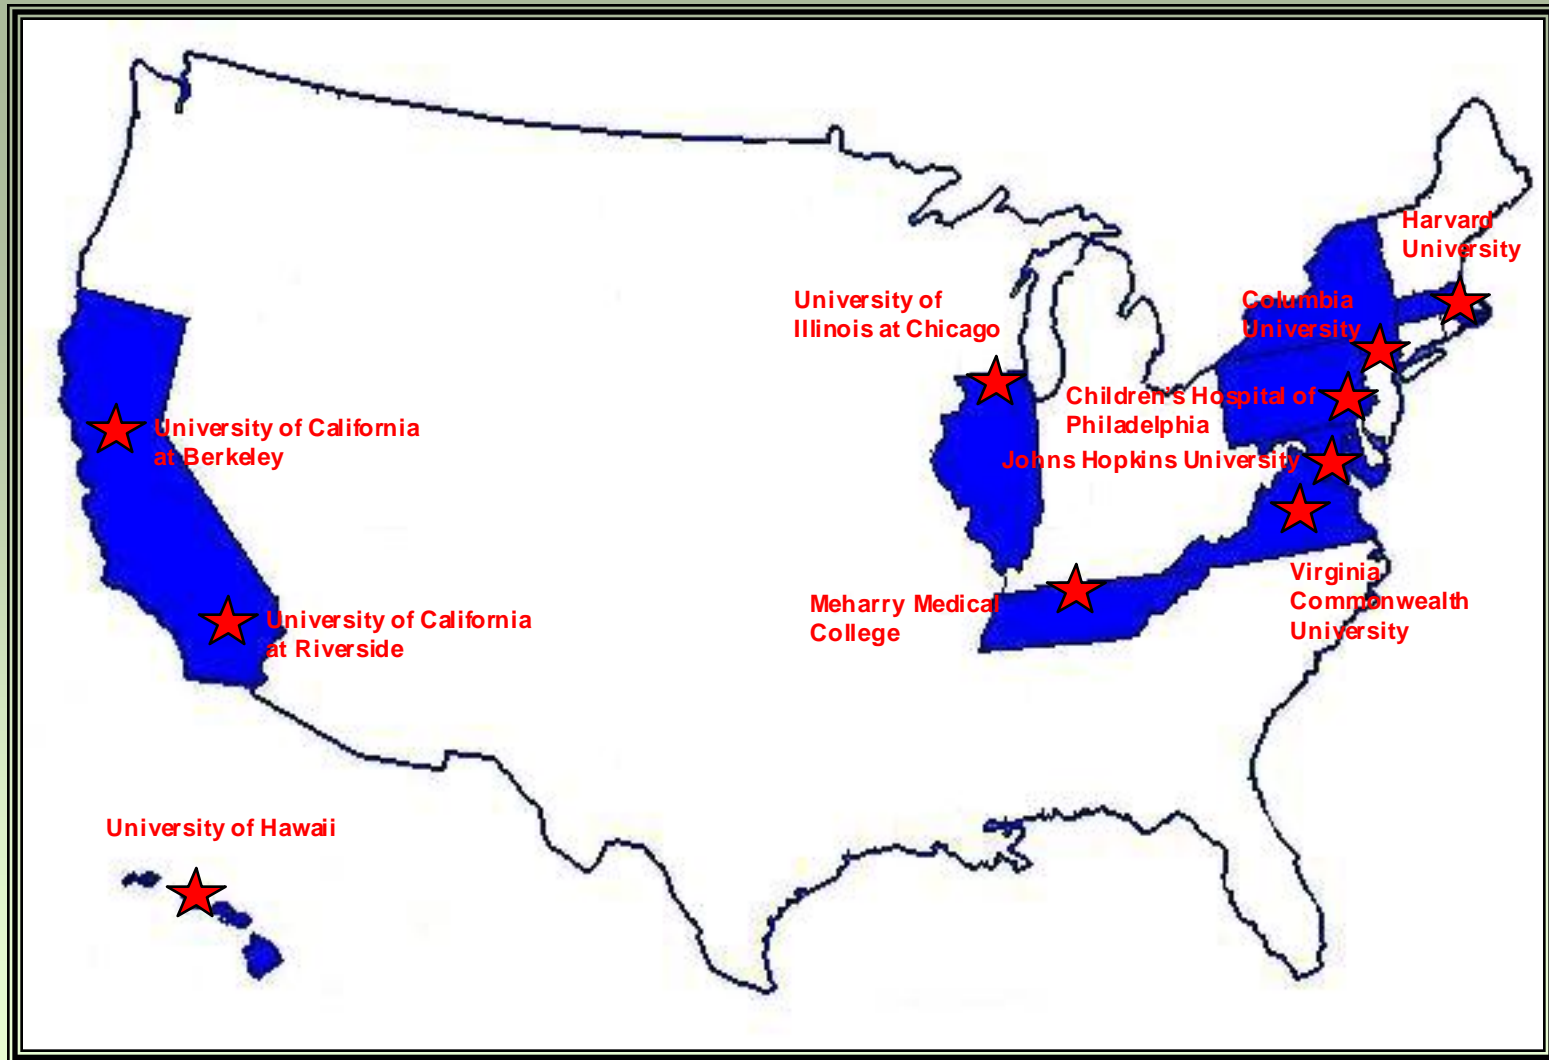 Harvard
University
University of
Illinois at Chicago
Columbia
University
Children's Hospital of
Philadelphia
University of California
at Berkeley
Johns Hopkins University
Virginia
Commonwealth
University
Meharry Medical
College
University of California
at Riverside
University of Hawaii